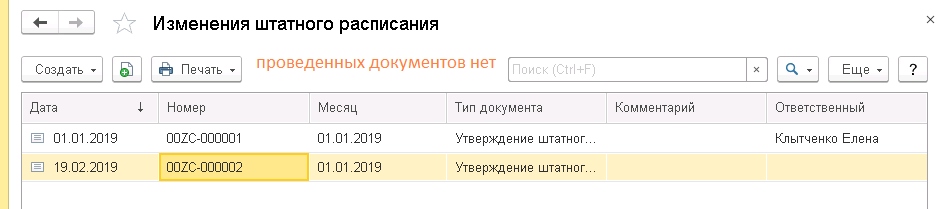 Изменения штатного расписания
Создать Печать проведенных документов нет Поиск (Ctrl+F) × Еще ?
Дата ↓ Номер Месяц Тип документа Комментарий Ответственный
01.01.2019 00ZC-000001 01.01.2019 Утверждение штатног... Клытченко Елена
19.02.2019 00ZC-000002 01.01.2019 Утверждение штатног...